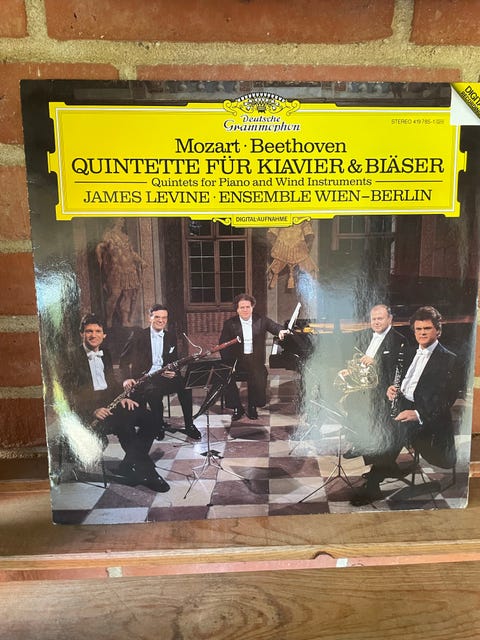 Deutsche
Grammophon
STEREO 419 785-1 GH
Mozart · Beethoven
QUINTETTE FÜR KLAVIER & BLÄSER
Quintets for Piano and Wind Instruments
JAMES LEVINE · ENSEMBLE WIEN–BERLIN
DIGITAL-AUFNAHME